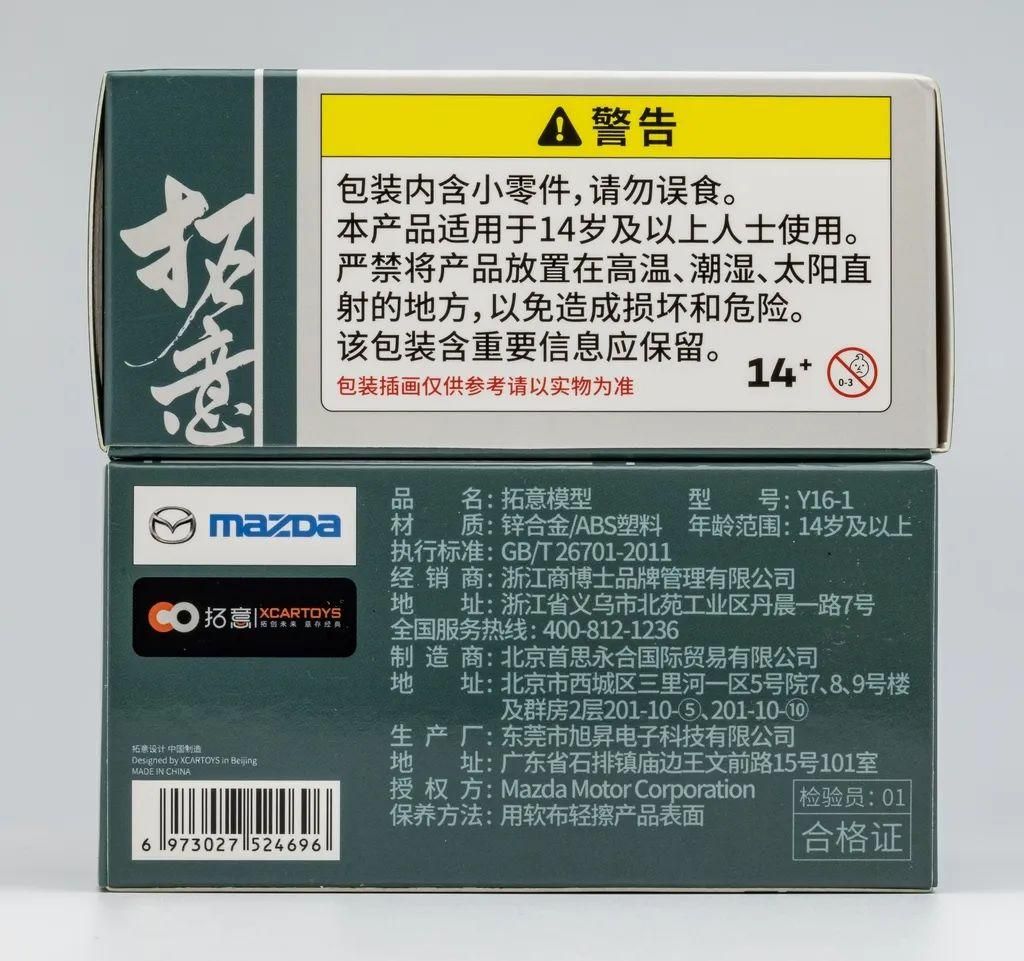 拓意
警告
包装内含小零件,请勿误食。
本产品适用于14岁及以上人士使用。
严禁将产品放置在高温、潮湿、太阳直
射的地方,以免造成损坏和危险。
该包装含重要信息应保留。
包装插画仅供参考请以实物为准
14+
0-3
mazda
拓意 XCARTOYS
拓创未来 意存经典
拓意设计 中国制造
Designed by XCARTOYS in Beijing
MADE IN CHINA
6 973027 524696
品 名: 拓意模型 型 号: Y16-1
材 质: 锌合金/ABS塑料 年龄范围: 14岁及以上
执行标准: GB/T 26701-2011
经 销 商: 浙江商博士品牌管理有限公司
地 址: 浙江省义乌市北苑工业区丹晨一路7号
全国服务热线: 400-812-1236
制 造 商: 北京首思永合国际贸易有限公司
地 址: 北京市西城区三里河一区5号院7、8、9号楼
及群房2层201-10-⑤、201-10-⑩
生 产 厂: 东莞市旭昇电子科技有限公司
地 址: 广东省石排镇庙边王文前路15号101室
授 权 方: Mazda Motor Corporation
保养方法: 用软布轻擦产品表面
检验员: 01
合格证